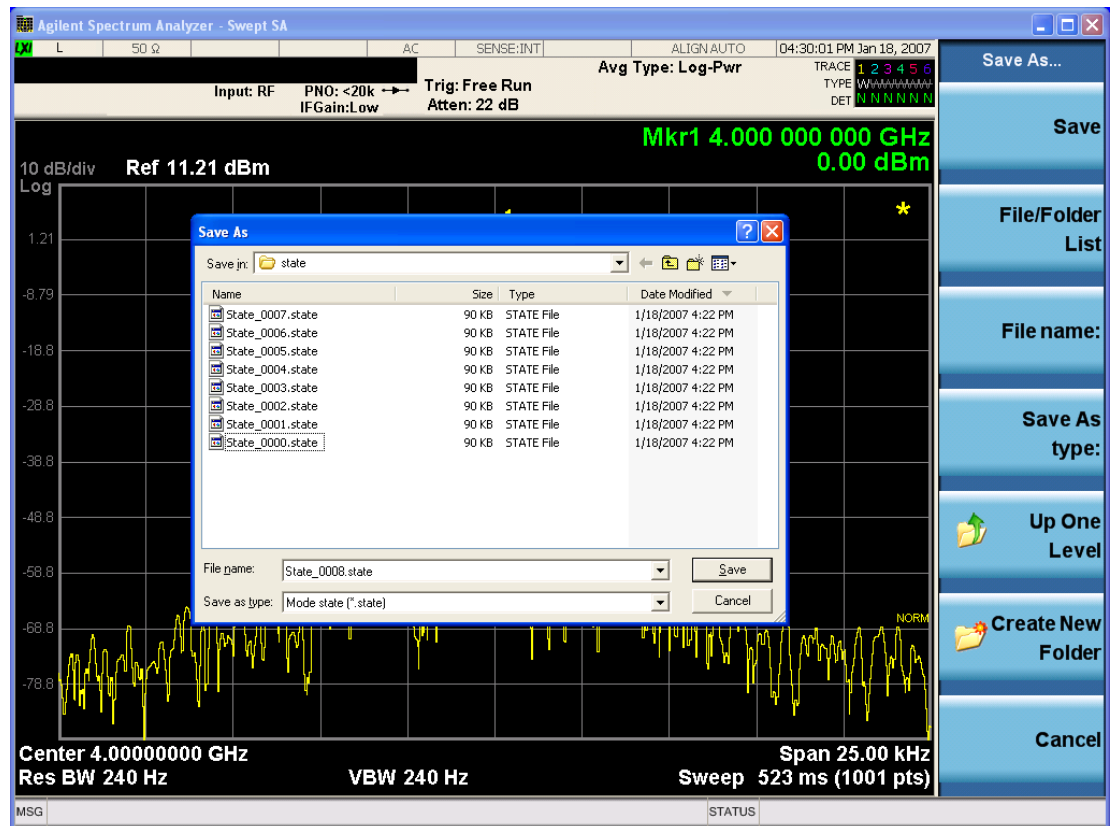 Agilent Spectrum Analyzer - Swept SA
LXI L 50 Ω AC SENSE:INT ALIGN AUTO 04:30:01 PM Jan 18, 2007
Input: RF PNO: <20k Trig: Free Run Avg Type: Log-Pwr TRACE 1 2 3 4 5 6
IFGain:Low Atten: 22 dB TYPE WWWWWW
DET N N N N N N
Mkr1 4.000 000 000 GHz
0.00 dBm
10 dB/div Ref 11.21 dBm
Log
1.21
-8.79
-18.8
-28.8
-38.8
-48.8
-58.8
-68.8
-78.8
*
NORM
Save As
Save in: state
Name Size Type Date Modified
State_0007.state 90 KB STATE File 1/18/2007 4:22 PM
State_0006.state 90 KB STATE File 1/18/2007 4:22 PM
State_0005.state 90 KB STATE File 1/18/2007 4:22 PM
State_0004.state 90 KB STATE File 1/18/2007 4:22 PM
State_0003.state 90 KB STATE File 1/18/2007 4:22 PM
State_0002.state 90 KB STATE File 1/18/2007 4:22 PM
State_0001.state 90 KB STATE File 1/18/2007 4:22 PM
State_0000.state 90 KB STATE File 1/18/2007 4:22 PM
File name: State_0008.state Save
Save as type: Mode state (*.state) Cancel
Center 4.00000000 GHz Span 25.00 kHz
Res BW 240 Hz VBW 240 Hz Sweep 523 ms (1001 pts)
MSG STATUS
Save As...
Save
File/Folder
List
File name:
Save As
type:
Up One
Level
Create New
Folder
Cancel